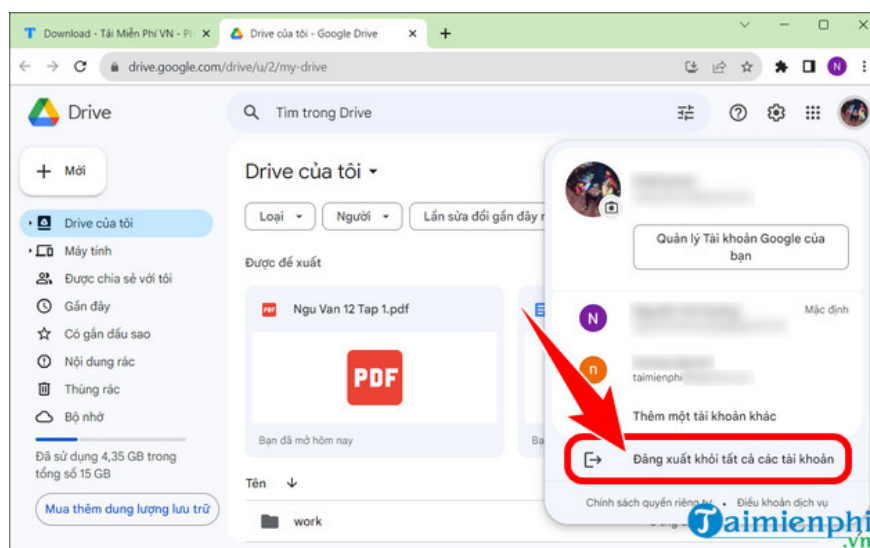 Download - Tải Miễn Phí VN - Ph
Drive của tôi - Google Drive
drive.google.com/drive/u/2/my-drive
N
Drive
Tìm trong Drive
Mới
Drive của tôi
Máy tính
Được chia sẻ với tôi
Gần đây
Có gắn dấu sao
Nội dung rác
Thùng rác
Bộ nhớ
Đã sử dụng 4,35 GB trong
tổng số 15 GB
Mua thêm dung lượng lưu trữ
Drive của tôi
Loại
Người
Lần sửa đổi gần đây
Được đề xuất
PDF
Ngu Van 12 Tap 1.pdf
PDF
Bạn đã mở hôm nay
Bạ
Tên
work
Quản lý Tài khoản Google của
bạn
N
Mặc định
n
taimienphi
Thêm một tài khoản khác
Đăng xuất khỏi tất cả các tài khoản
Chính sách quyền riêng tư • Điều khoản dịch vụ
Taimienphi
.vn